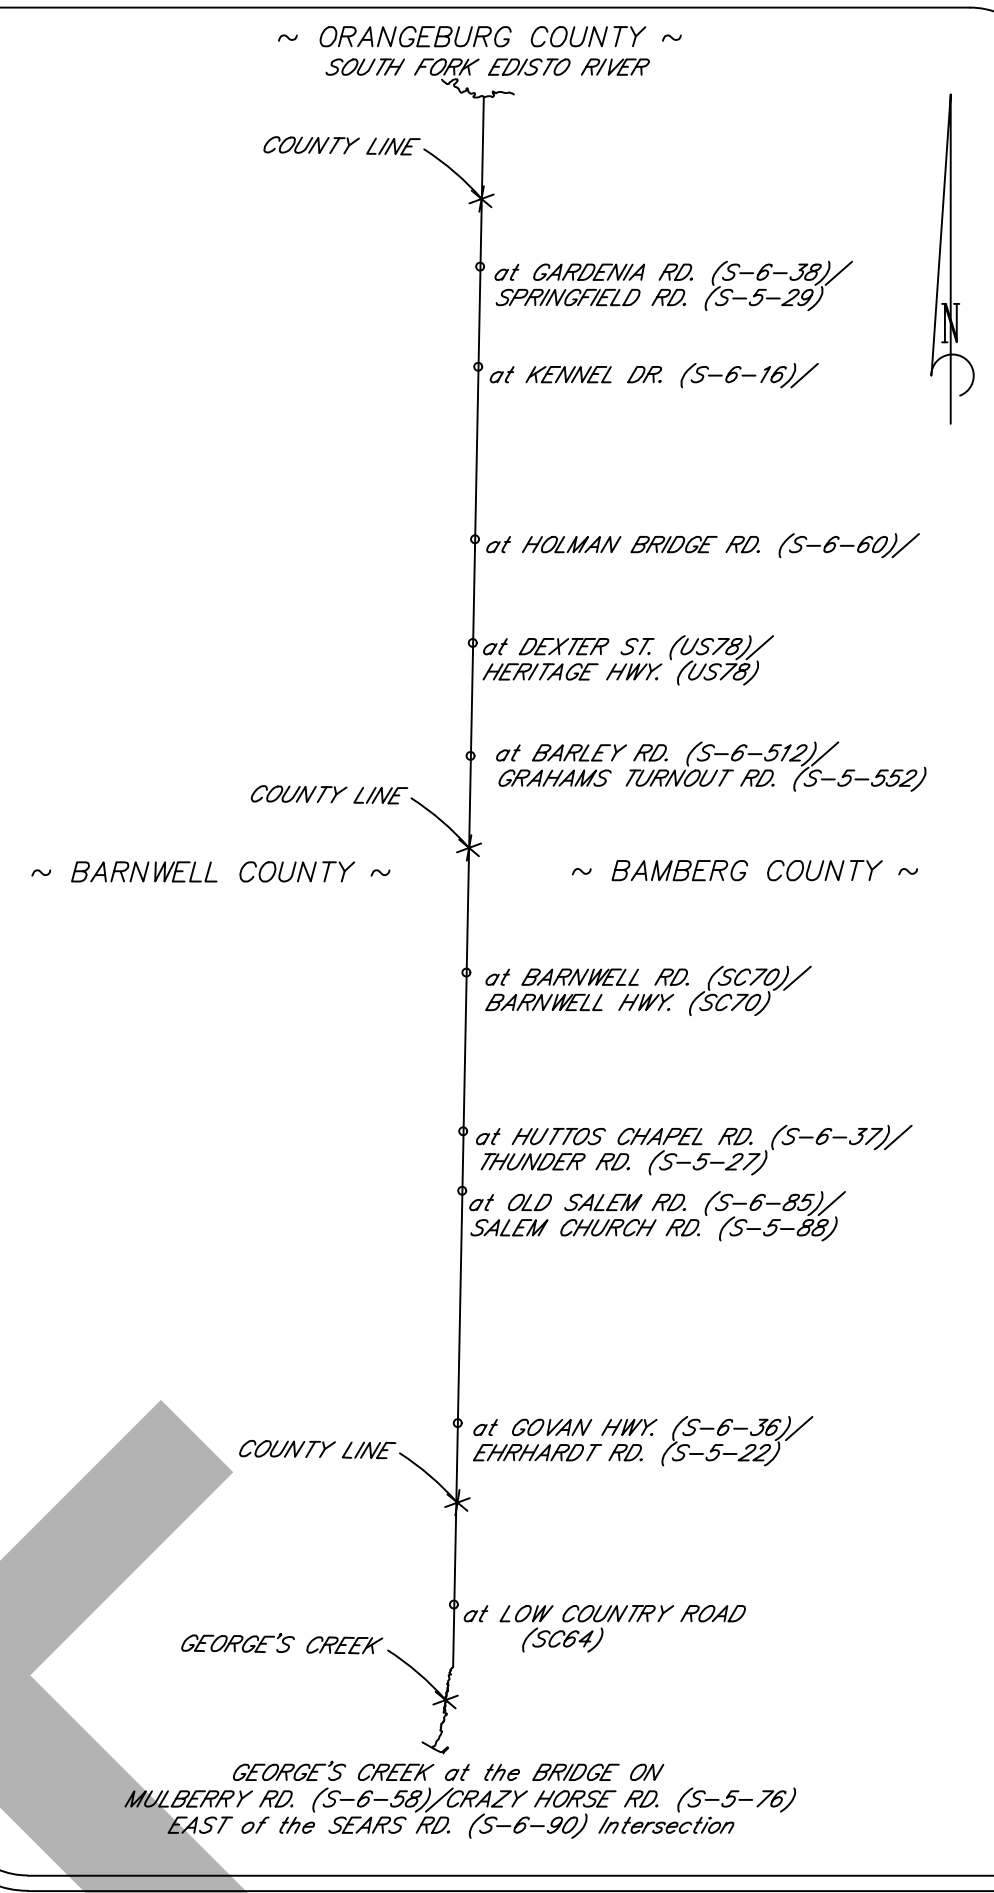 ~ ORANGEBURG COUNTY ~
SOUTH FORK EDISTO RIVER
COUNTY LINE
at GARDENIA RD. (S-6-38)/
SPRINGFIELD RD. (S-5-29)
N
at KENNEL DR. (S-6-16)/
at HOLMAN BRIDGE RD. (S-6-60)/
at DEXTER ST. (US78)/
HERITAGE HWY. (US78)
at BARLEY RD. (S-6-512)/
GRAHAMS TURNOUT RD. (S-5-552)
COUNTY LINE
~ BARNWELL COUNTY ~
~ BAMBERG COUNTY ~
at BARNWELL RD. (SC70)/
BARNWELL HWY. (SC70)
at HUTTOS CHAPEL RD. (S-6-37)/
THUNDER RD. (S-5-27)
at OLD SALEM RD. (S-6-85)/
SALEM CHURCH RD. (S-5-88)
at GOVAN HWY. (S-6-36)/
EHRHARDT RD. (S-5-22)
COUNTY LINE
at LOW COUNTRY ROAD
(SC64)
GEORGE'S CREEK
GEORGE'S CREEK at the BRIDGE ON
MULBERRY RD. (S-6-58)/CRAZY HORSE RD. (S-5-76)
EAST of the SEARS RD. (S-6-90) Intersection